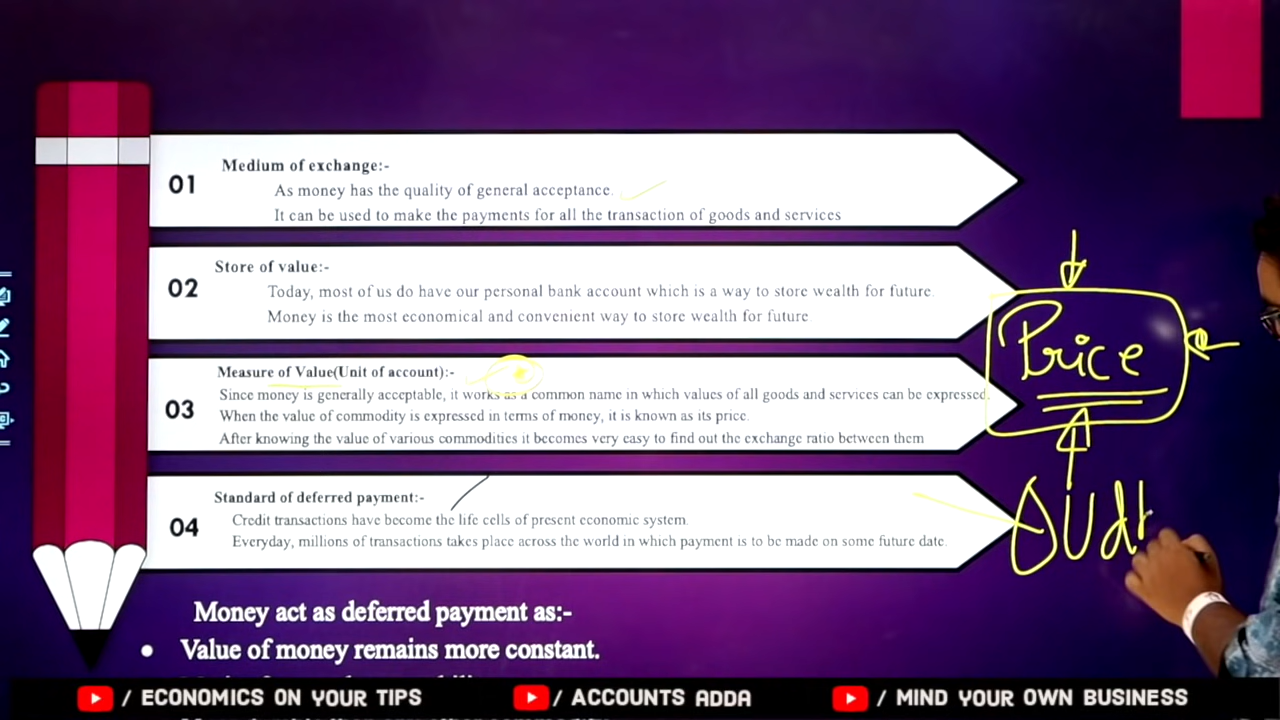 01
Medium of exchange:-
As money has the quality of general acceptance.
It can be used to make the payments for all the transaction of goods and services
02
Store of value:-
Today, most of us do have our personal bank account which is a way to store wealth for future.
Money is the most economical and convenient way to store wealth for future
03
Measure of Value(Unit of account):-
Since money is generally acceptable, it works as a common name in which values of all goods and services can be expressed.
When the value of commodity is expressed in terms of money, it is known as its price.
After knowing the value of various commodities it becomes very easy to find out the exchange ratio between them
Price
04
Standard of deferred payment:-
Credit transactions have become the life cells of present economic system.
Everyday, millions of transactions takes place across the world in which payment is to be made on some future date.
Money act as deferred payment as:-
• Value of money remains more constant.
/ ECONOMICS ON YOUR TIPS
/ ACCOUNTS ADDA
/ MIND YOUR OWN BUSINESS